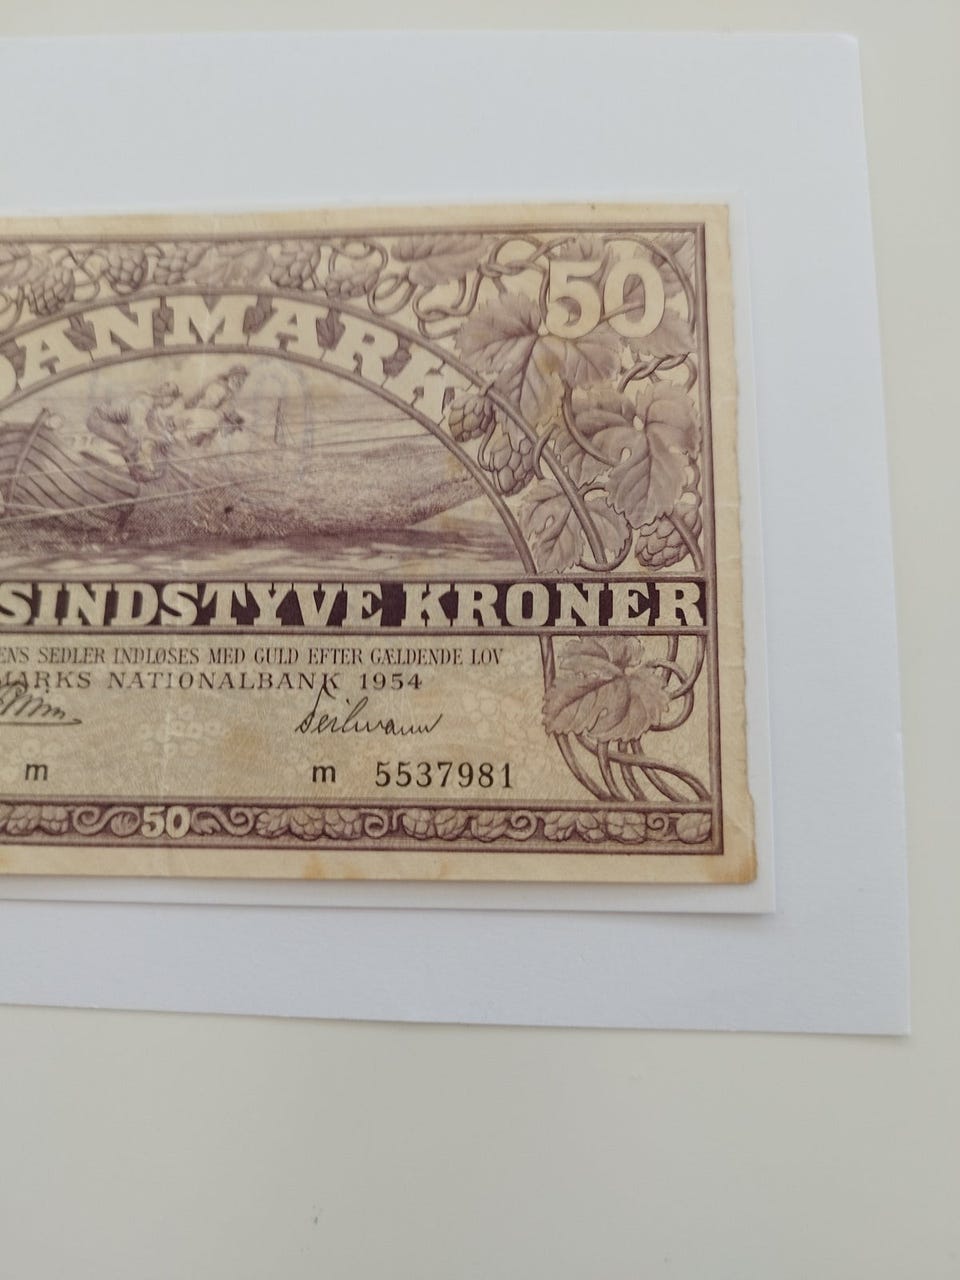 50
DANMARK
SINDSTYVE KRONER
ENS SEDLER INDLØSES MED GULD EFTER GÆLDENDE LOV
MARKS NATIONALBANK 1954
m m 5537981
50